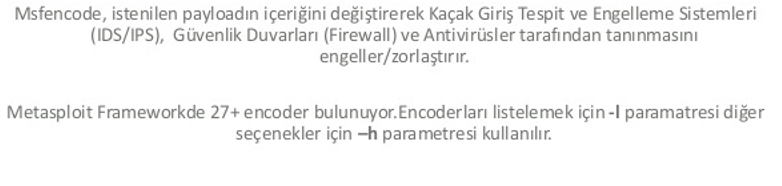 Msfencode, istenilen payloadın içeriğini değiştirerek Kaçak Giriş Tespit ve Engelleme Sistemleri
(IDS/IPS), Güvenlik Duvarları (Firewall) ve Antivirüsler tarafından tanınmasını
engeller/zorlaştırır.
Metasploit Frameworkde 27+ encoder bulunuyor.Encoderları listelemek için -l paramatresi diğer
seçenekler için –h parametresi kullanılır.